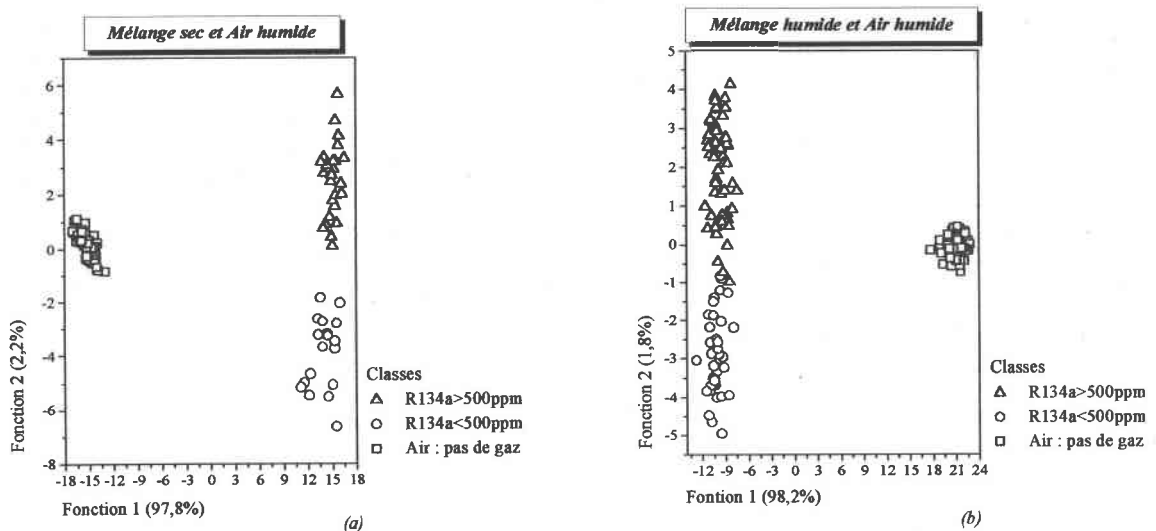 Mélange sec et Air humide
6
4
2
0
-2
-4
-6
-8
Fonction 2 (2,2%)
-18 -15 -12 -9 -6 -3 0 3 6 9 12 15 18
Fonction 1 (97,8%)
Classes
R134a>500ppm
R134a<500ppm
Air : pas de gaz
(a)
Mélange humide et Air humide
5
4
3
2
1
0
-1
-2
-3
-4
-5
Fonction 2 (1,8%)
-12 -9 -6 -3 0 3 6 9 12 15 18 21 24
Fontion 1 (98,2%)
Classes
R134a>500ppm
R134a<500ppm
Air : pas de gaz
(b)